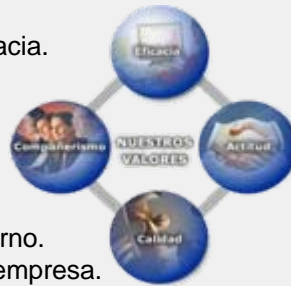 acia.
Eficacia
Compañerismo
NUESTROS
VALORES
Actitud
Calidad
rno.
empresa.